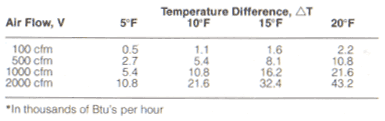 Temperature Difference, △T
Air Flow, V 5°F 10°F 15°F 20°F
100 cfm 0.5 1.1 1.6 2.2
500 cfm 2.7 5.4 8.1 10.8
1000 cfm 5.4 10.8 16.2 21.6
2000 cfm 10.8 21.6 32.4 43.2
*In thousands of Btu's per hour